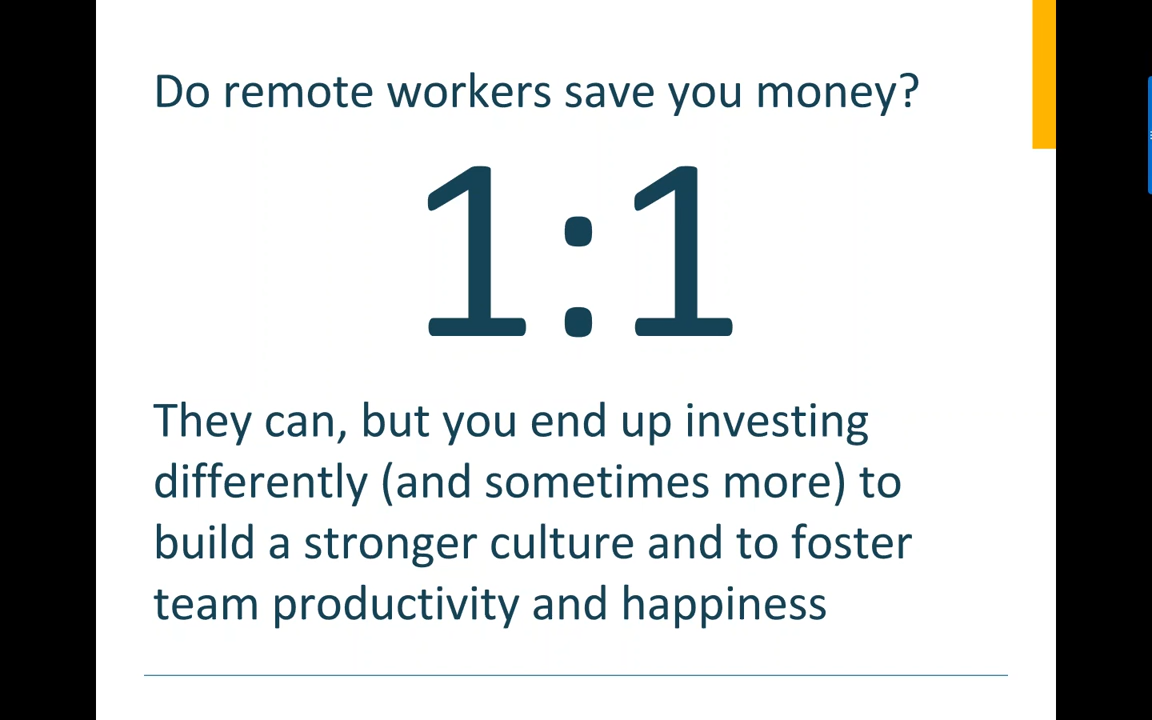 Do remote workers save you money?
1:1
They can, but you end up investing
differently (and sometimes more) to
build a stronger culture and to foster
team productivity and happiness